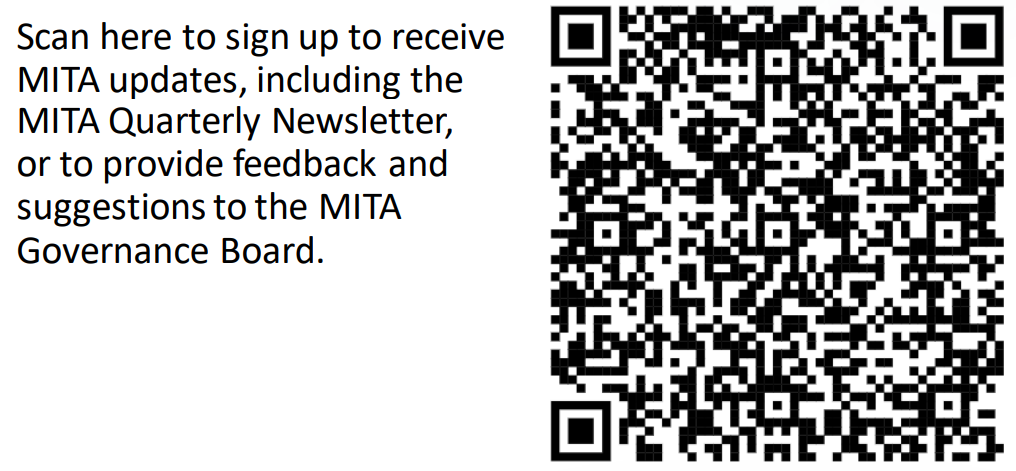 Scan here to sign up to receive
MITA updates, including the
MITA Quarterly Newsletter,
or to provide feedback and
suggestions to the MITA
Governance Board.